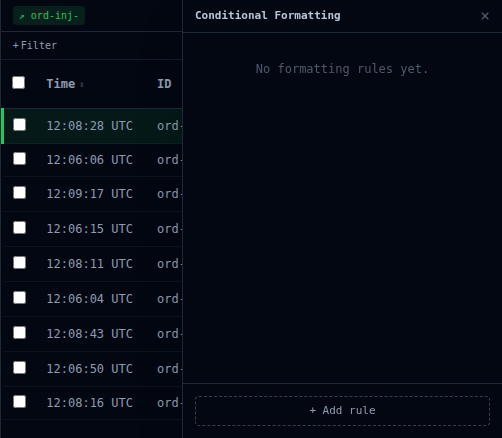 ↗ ord-inj-
+ Filter
Time ↕ ID
12:08:28 UTC ord-
12:06:06 UTC ord-
12:09:17 UTC ord-
12:06:15 UTC ord-
12:08:11 UTC ord-
12:06:04 UTC ord-
12:08:43 UTC ord-
12:06:50 UTC ord-
12:08:16 UTC ord-
Conditional Formatting ×
No formatting rules yet.
+ Add rule